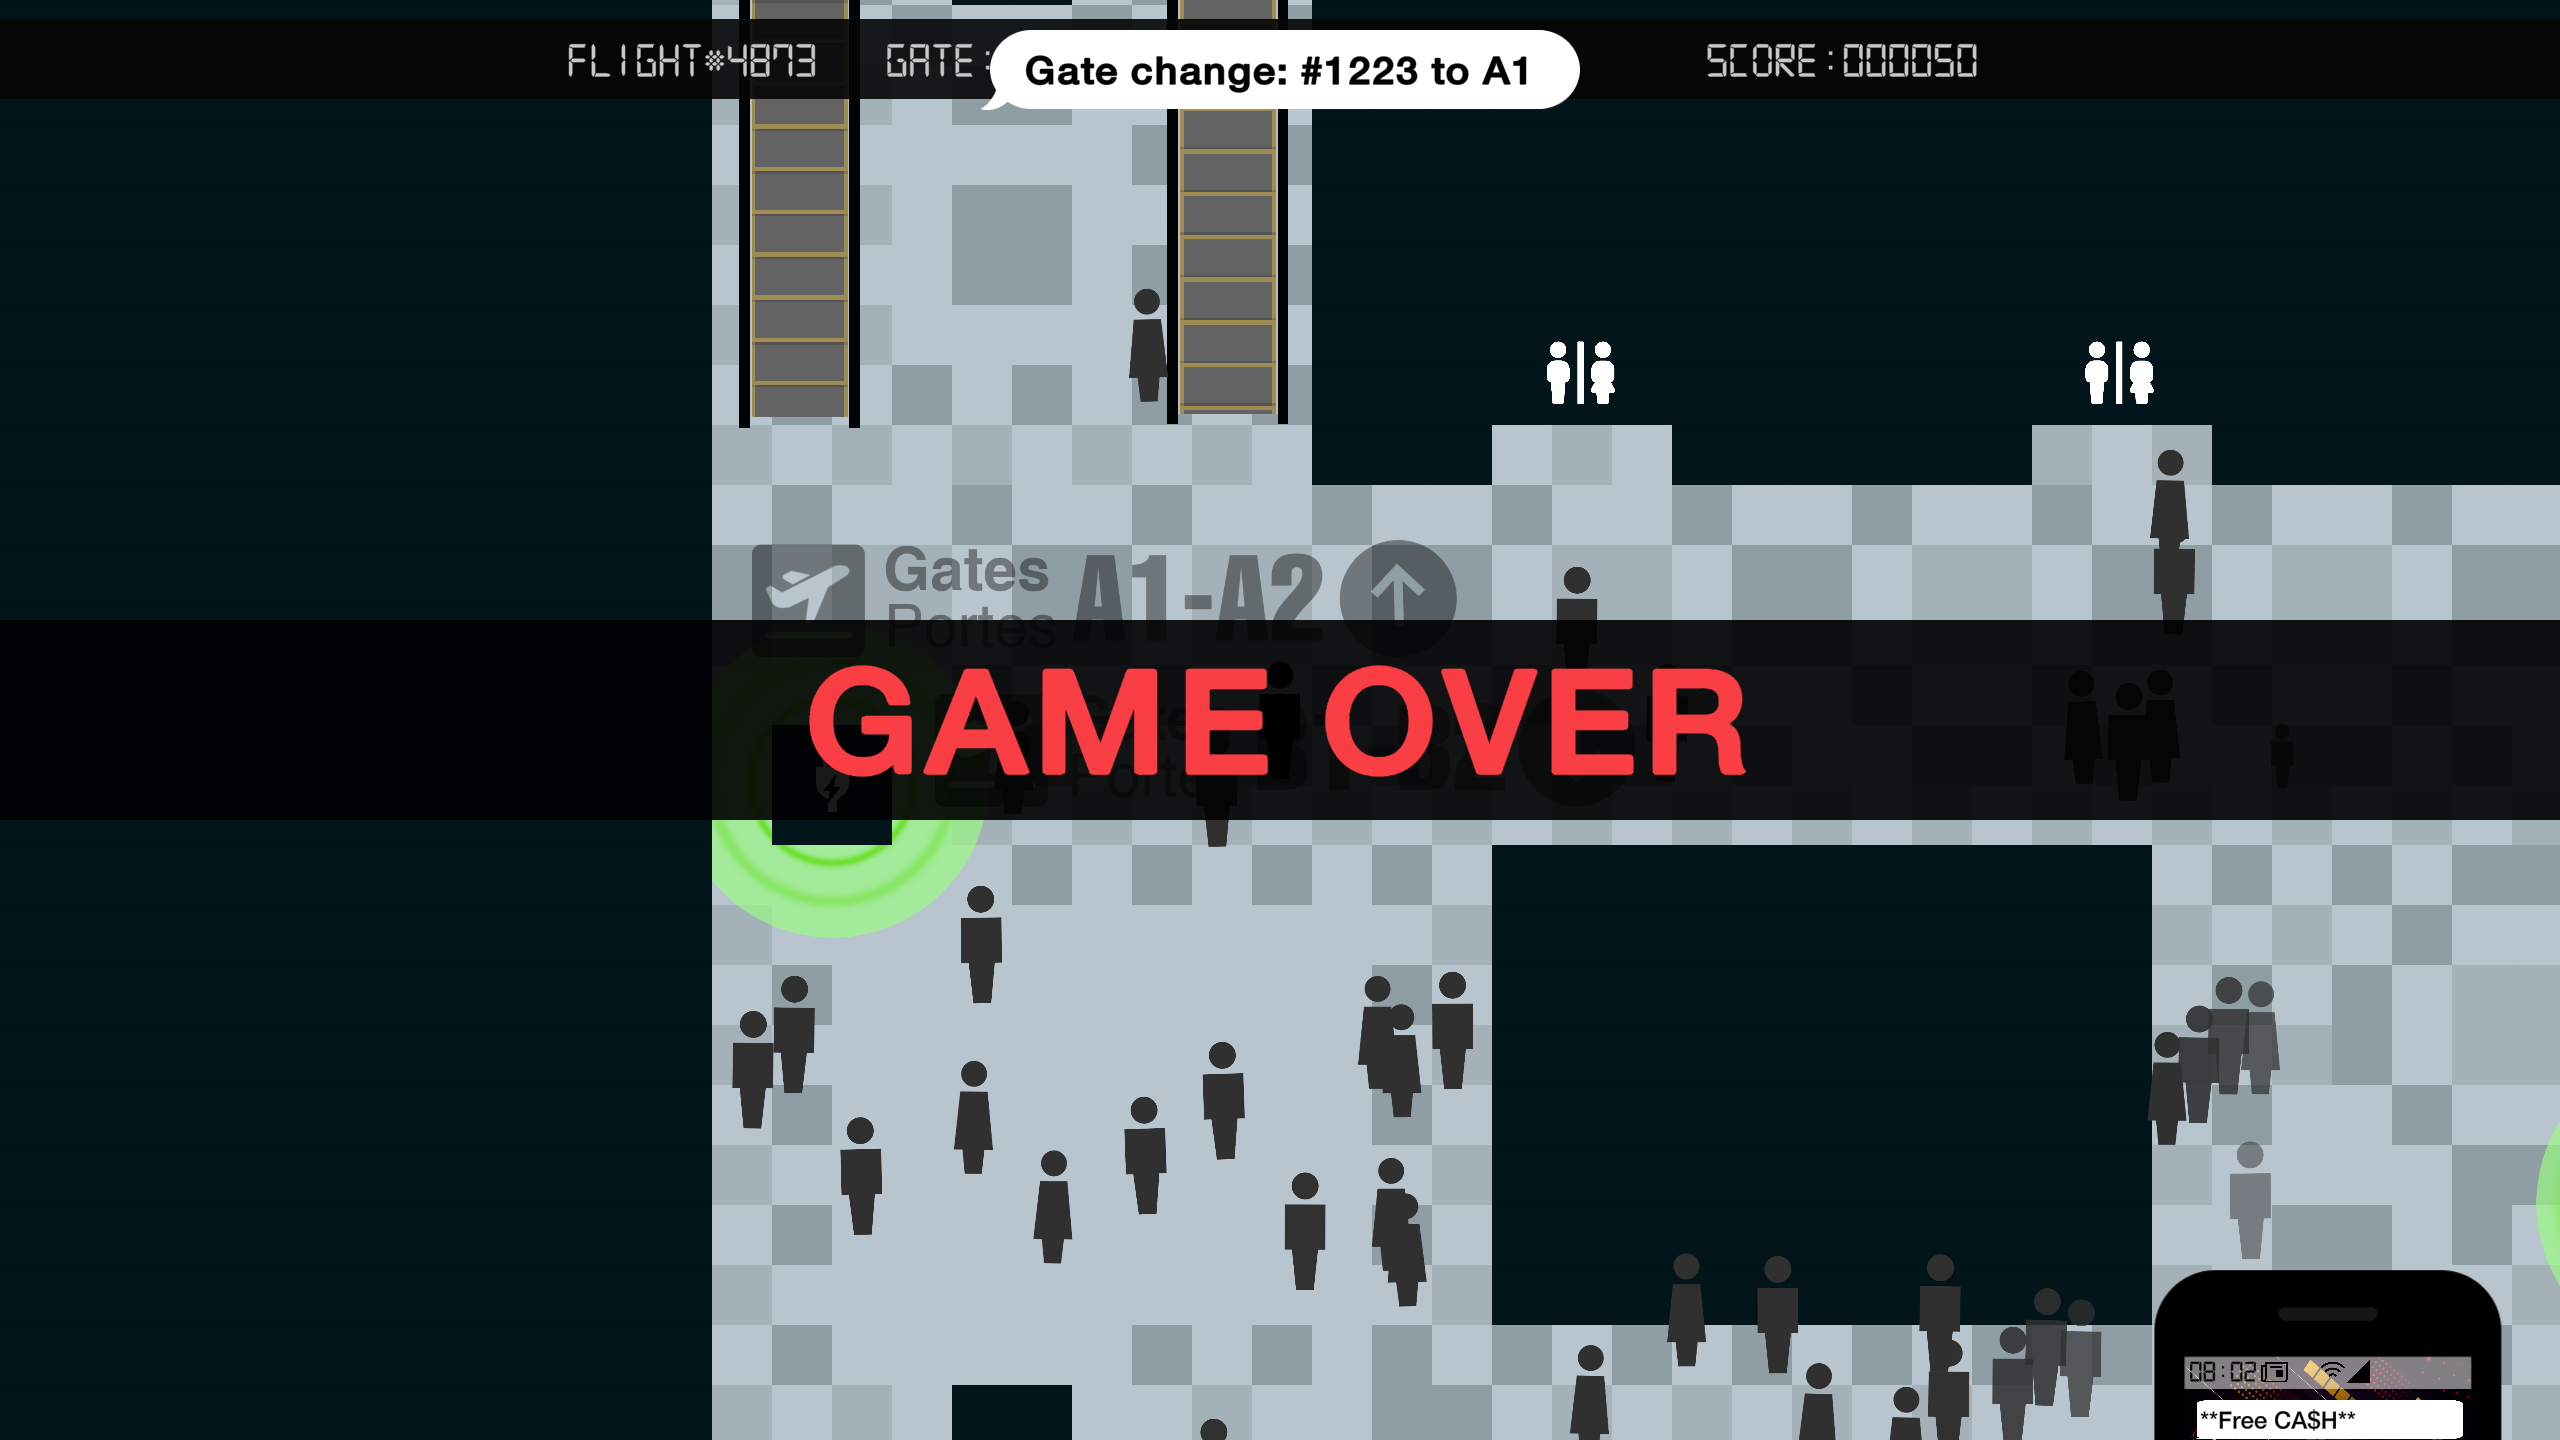 FLIGHT*4873 GATE:
Gate change: #1223 to A1
SCORE:000050
Gates
Portes
A1-A2
GAME OVER
08:02
**Free CA$H**